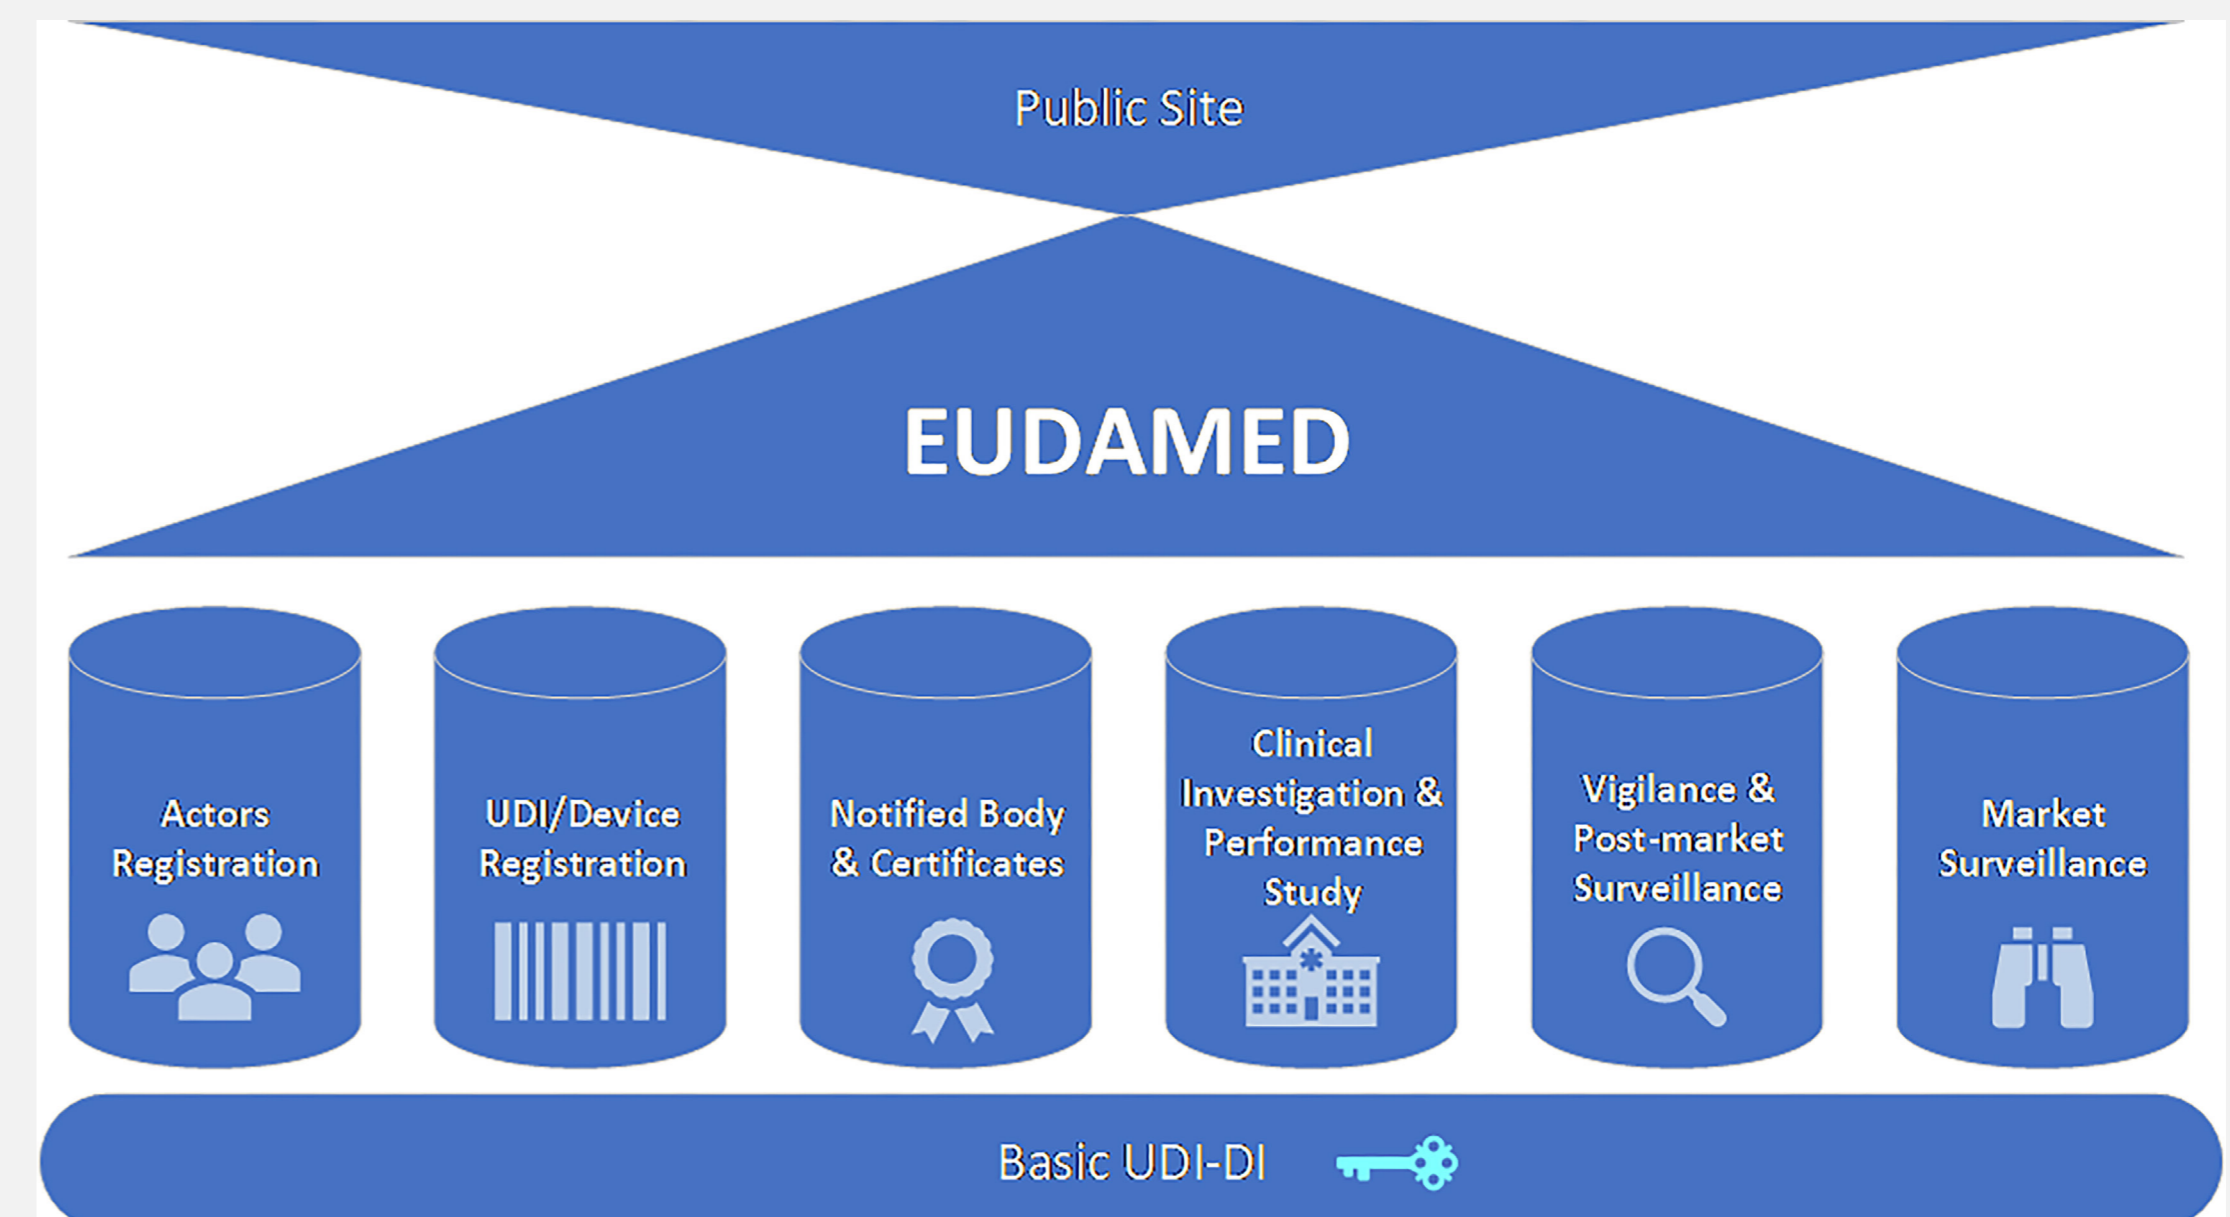 Public Site
EUDAMED
Actors
Registration
UDI/Device
Registration
Notified Body
& Certificates
Clinical
Investigation &
Performance
Study
Vigilance &
Post-market
Surveillance
Market
Surveillance
Basic UDI-DI